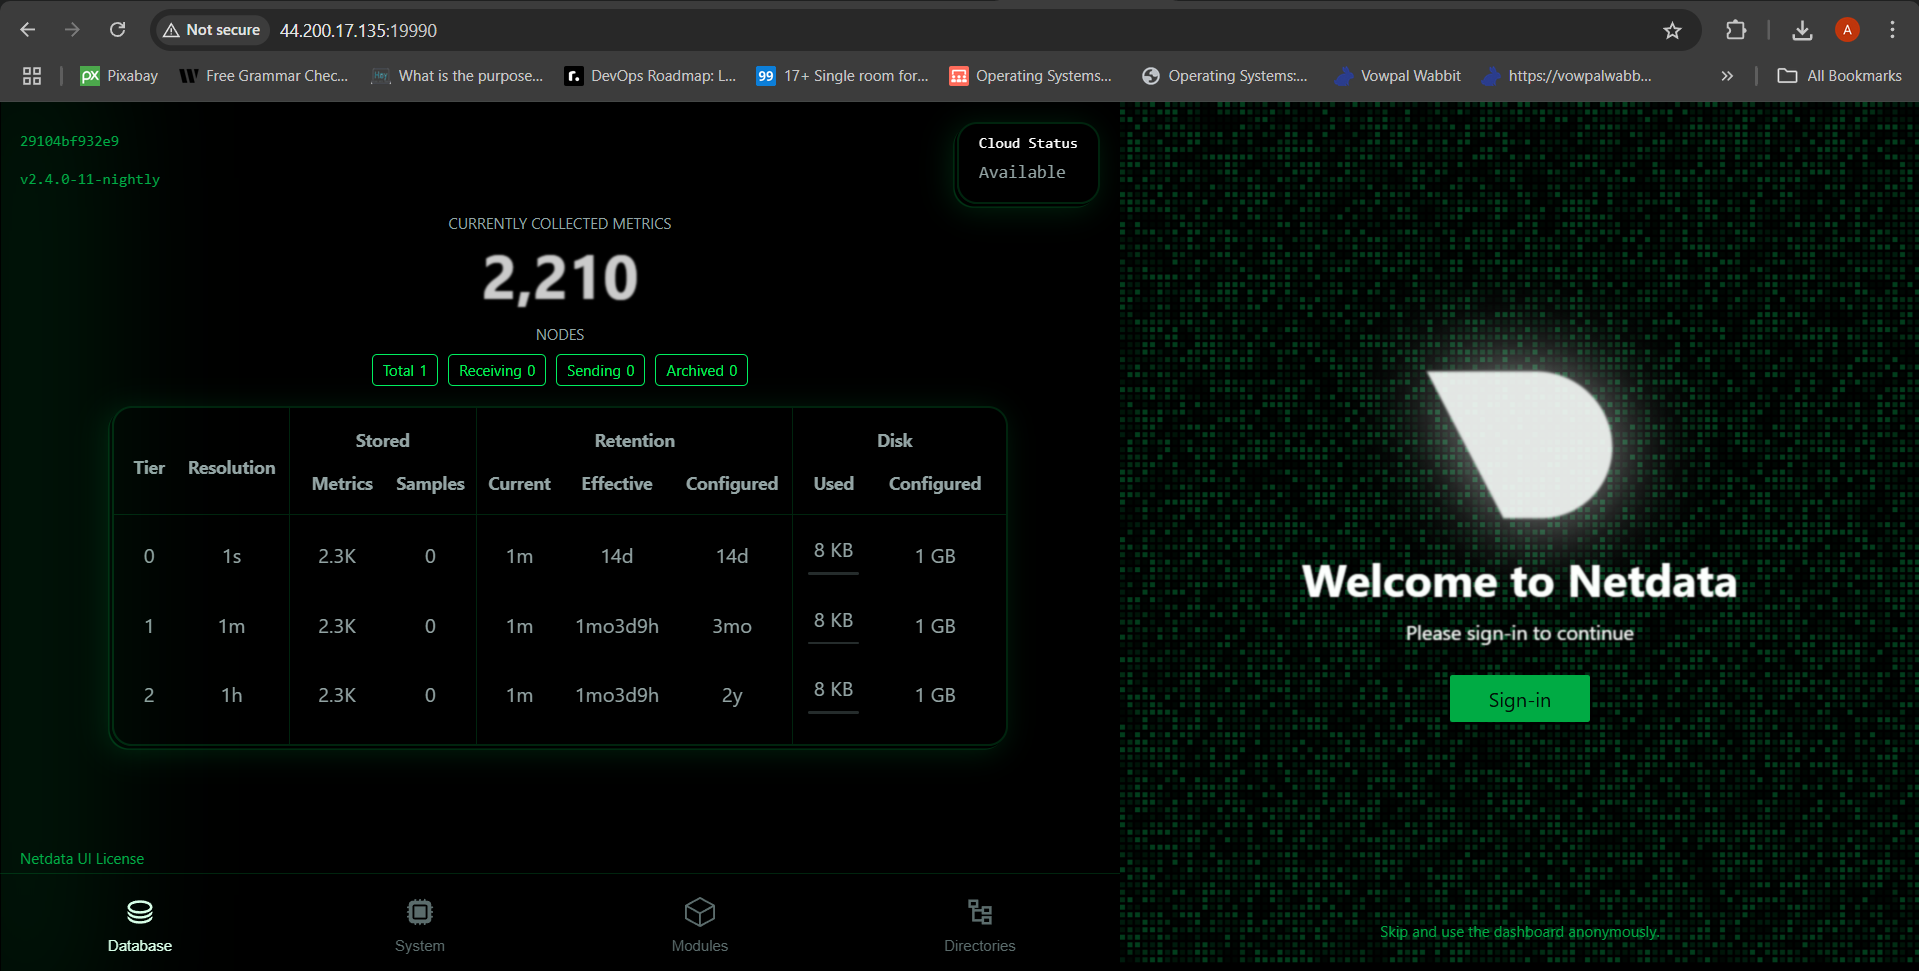 Not secure 44.200.17.135:19990
A
Pixabay
Free Grammar Chec...
Hey
What is the purpose...
DevOps Roadmap: L...
17+ Single room for...
Operating Systems...
Operating Systems:...
Vowpal Wabbit
https://vowpalwabb...
All Bookmarks
29104bf932e9
v2.4.0-11-nightly
Cloud Status
Available
CURRENTLY COLLECTED METRICS
2,210
NODES
Total 1 Receiving 0 Sending 0 Archived 0
Stored Retention Disk
Tier Resolution Metrics Samples Current Effective Configured Used Configured
0 1s 2.3K 0 1m 14d 14d 8 KB 1 GB
1 1m 2.3K 0 1m 1mo3d9h 3mo 8 KB 1 GB
2 1h 2.3K 0 1m 1mo3d9h 2y 8 KB 1 GB
Netdata UI License
Database System Modules Directories
Welcome to Netdata
Please sign-in to continue
Sign-in
Skip and use the dashboard anonymously.